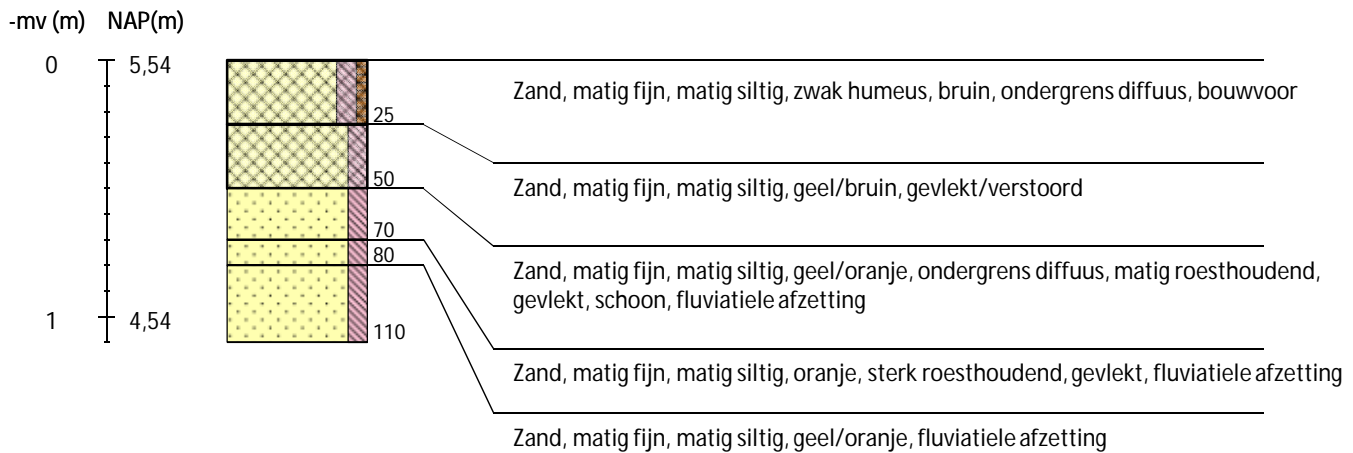 -mv (m) NAP(m)
0 5,54
Zand, matig fijn, matig siltig, zwak humeus, bruin, ondergrens diffuus, bouwvoor
25
Zand, matig fijn, matig siltig, geel/bruin, gevlekt/verstoord
50
Zand, matig fijn, matig siltig, geel/oranje, ondergrens diffuus, matig roesthoudend,
gevlekt, schoon, fluviatiele afzetting
70
80
1 4,54
110
Zand, matig fijn, matig siltig, oranje, sterk roesthoudend, gevlekt, fluviatiele afzetting
Zand, matig fijn, matig siltig, geel/oranje, fluviatiele afzetting